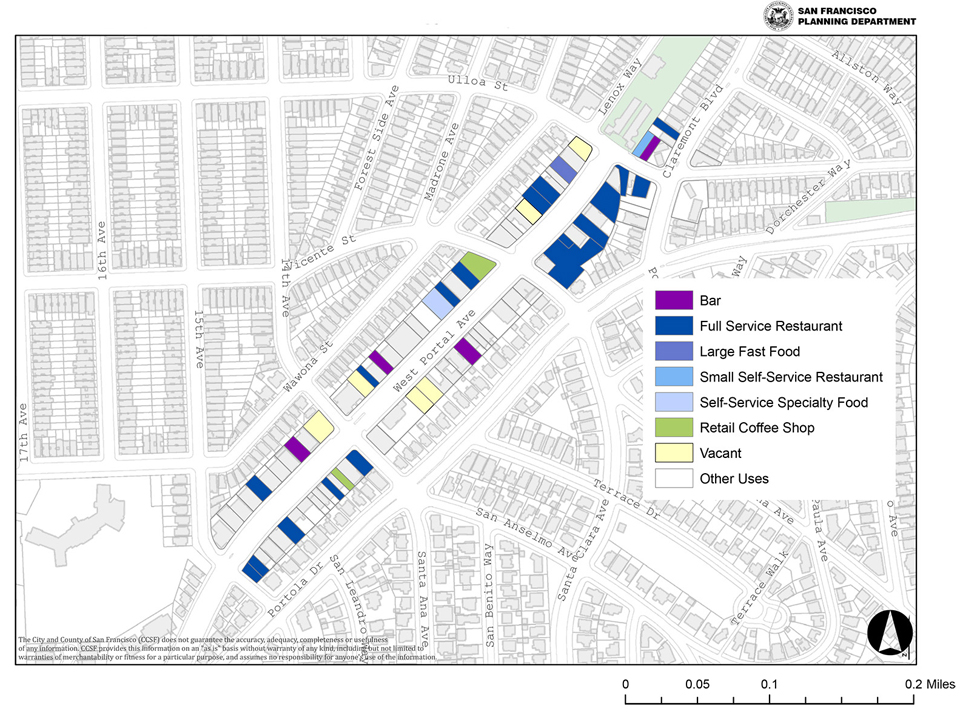 SAN FRANCISCO
PLANNING DEPARTMENT
Ulloa St
Lenox Way
Allston Way
Claremont Blvd
Forest Side Ave
Madrone Ave
Dorchester Way
16th Ave
Vicente St
14th Ave
Way
15th Ave
Wawona St
West Portal Ave
17th Ave
Bar
Full Service Restaurant
Large Fast Food
Small Self-Service Restaurant
Self-Service Specialty Food
Retail Coffee Shop
Vacant
Other Uses
Terrace Dr
San Anselmo Ave
Santa Clara Ave
Ave
Ave
Ave
Portola Dr
San Leandro
Santa Ana Ave
San Benito Way
Terrace Walk
The City and County of San Francisco (CCSF) does not guarantee the accuracy, adequacy, completeness or usefulness
of any information. CCSF provides this information on an "as is" basis without warranty of any kind, including but not limited to
warranties of merchantability or fitness for a particular purpose, and assumes no responsibility for anyone's use of the information.
N
0 0.05 0.1 0.2 Miles